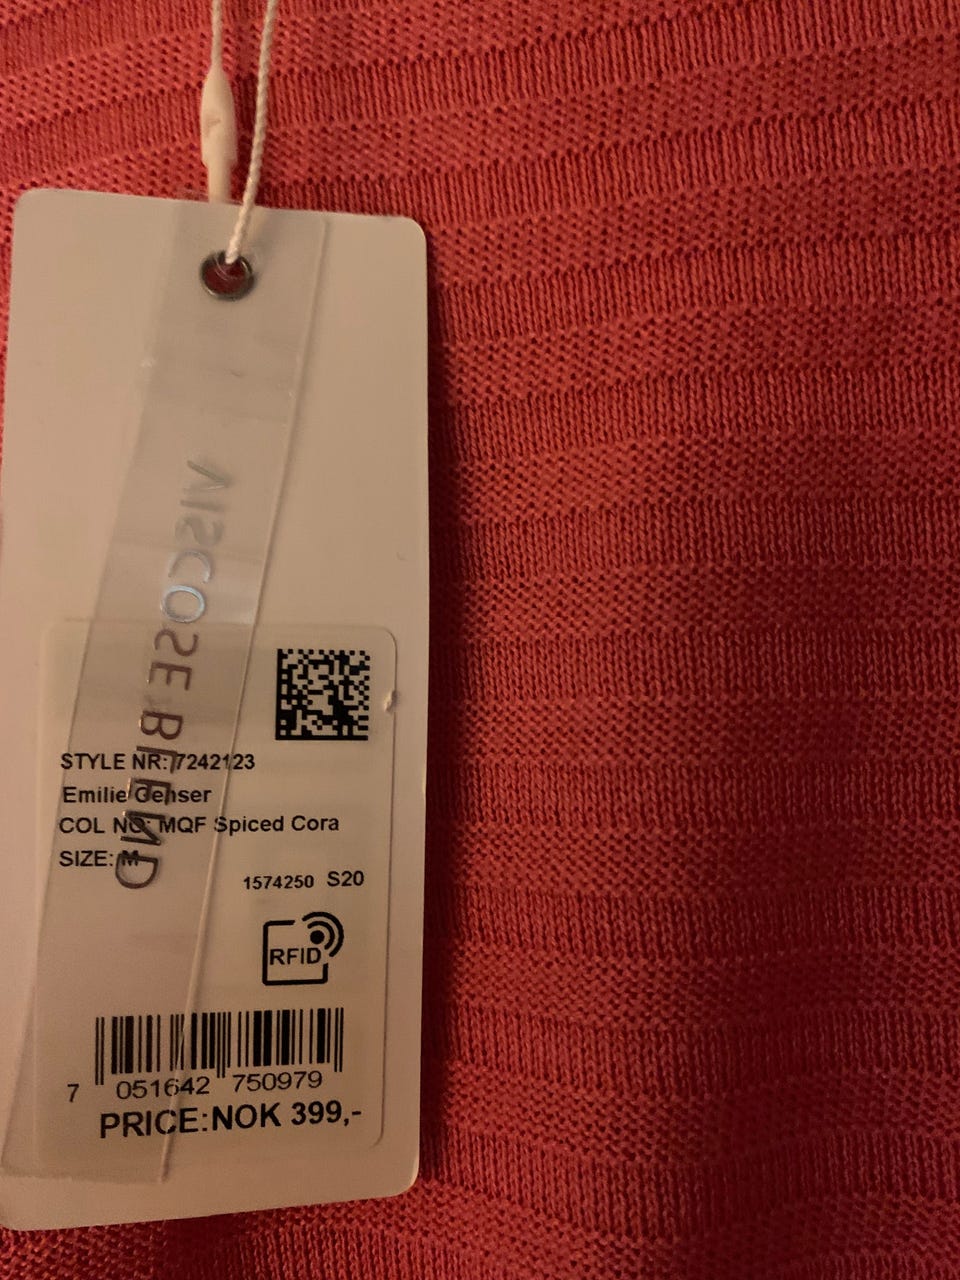 VISCOSE BLEND
STYLE NR: 7242123
Emilie Genser
COL NO: MQF Spiced Cora
SIZE: M
1574250 S20
RFID
7 051642 750979
PRICE:NOK 399,-